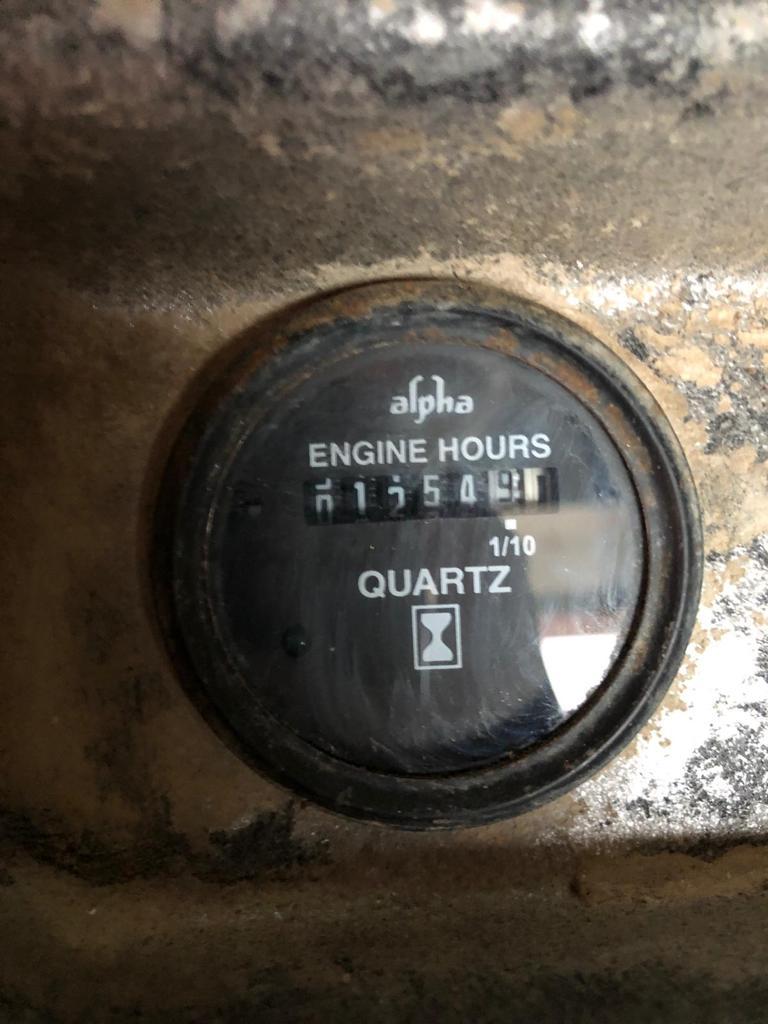 alpha
ENGINE HOURS
1/10
QUARTZ